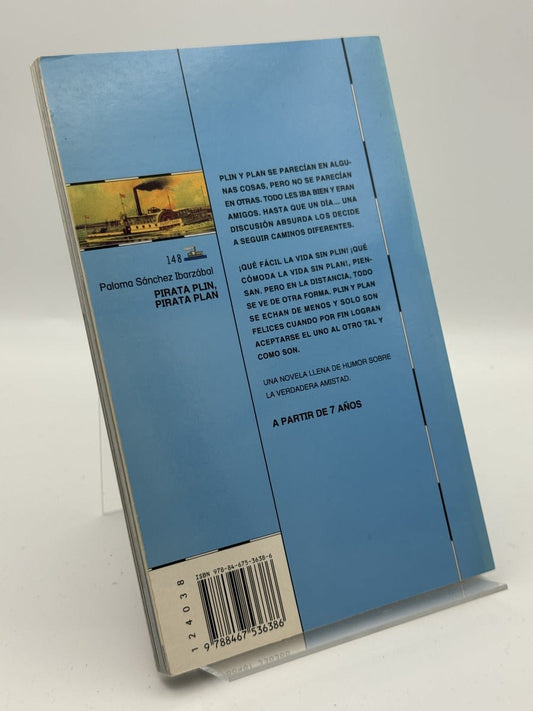 148
Paloma Sánchez Ibarzábal
PIRATA PLIN,
PIRATA PLAN
PLIN Y PLAN SE PARECÍAN EN ALGU-
NAS COSAS, PERO NO SE PARECÍAN
EN OTRAS. TODO LES IBA BIEN Y ERAN
AMIGOS. HASTA QUE UN DÍA... UNA
DISCUSIÓN ABSURDA LOS DECIDE
A SEGUIR CAMINOS DIFERENTES.
¡QUÉ FÁCIL LA VIDA SIN PLIN! ¡QUÉ
CÓMODA LA VIDA SIN PLAN!, PIEN-
SAN. PERO EN LA DISTANCIA, TODO
SE VE DE OTRA FORMA. PLIN Y PLAN
SE ECHAN DE MENOS Y SOLO SON
FELICES CUANDO POR FIN LOGRAN
ACEPTARSE EL UNO AL OTRO TAL Y
COMO SON.
UNA NOVELA LLENA DE HUMOR SOBRE
LA VERDADERA AMISTAD.
A PARTIR DE 7 AÑOS
124038
ISBN 978-84-675-3638-6
9 788467 536386